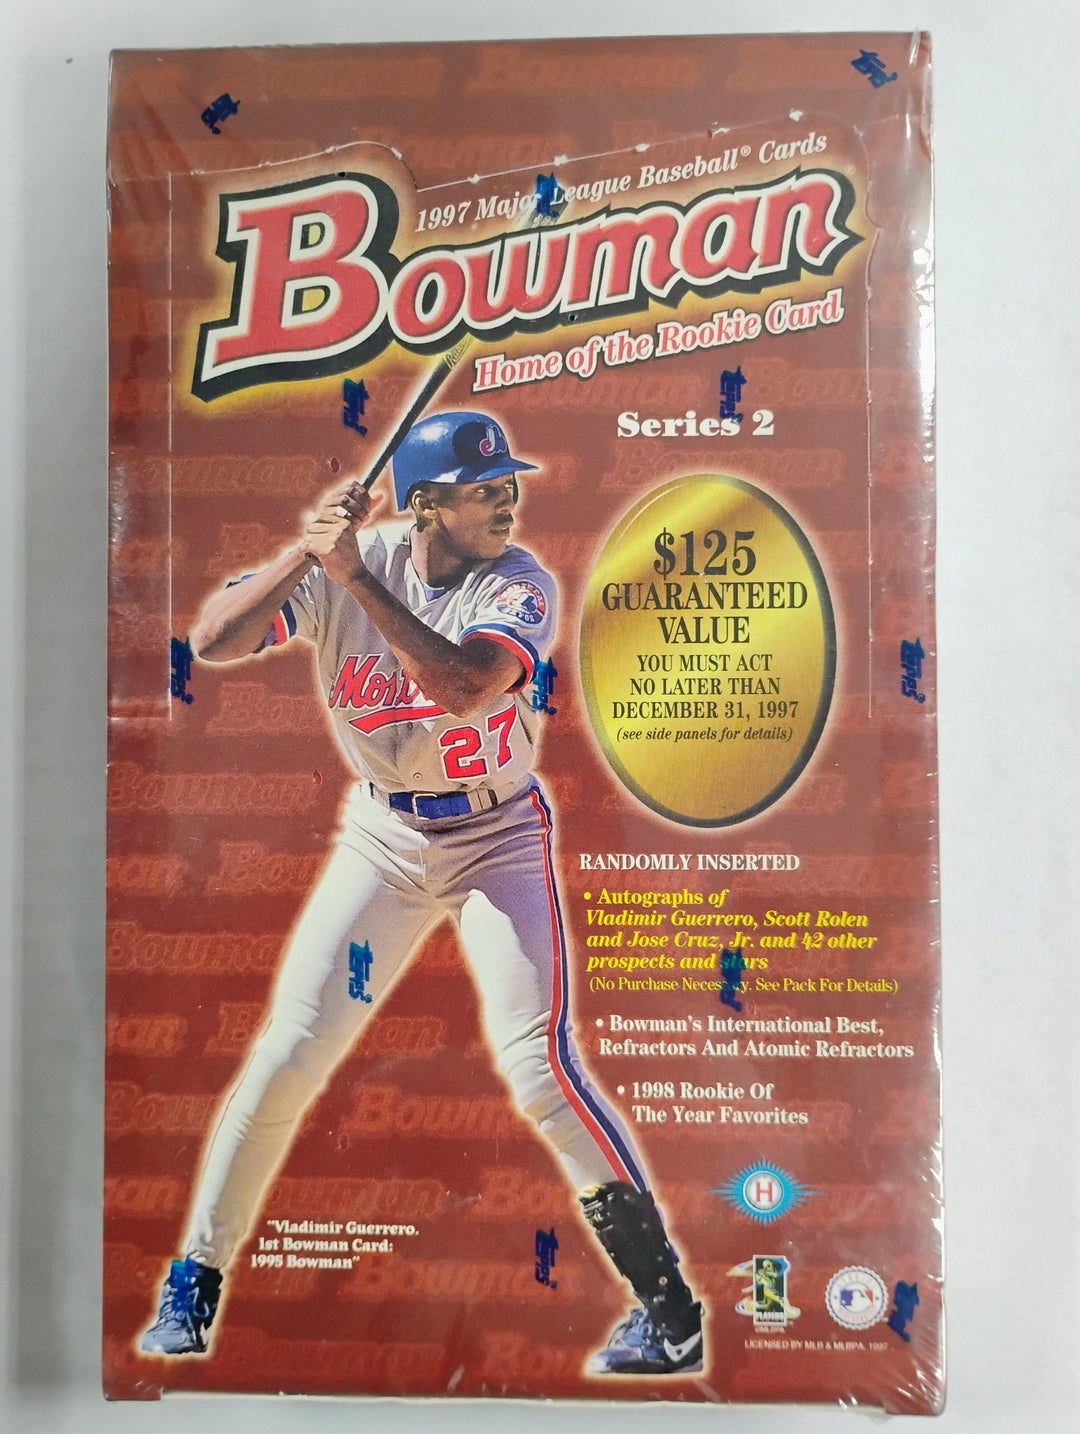 1997 Major League Baseball® Cards
Bowman®
Home of the Rookie Card
Series 2
$125
GUARANTEED
VALUE
YOU MUST ACT
NO LATER THAN
DECEMBER 31, 1997
(see side panels for details)
Montreal
EXPOS
27
RANDOMLY INSERTED
• Autographs of
Vladimir Guerrero, Scott Rolen
and Jose Cruz, Jr. and 42 other
prospects and stars
(No Purchase Necessary. See Pack For Details)
• Bowman's International Best,
Refractors And Atomic Refractors
• 1998 Rookie Of
The Year Favorites
H
"Vladimir Guerrero.
1st Bowman Card:
1995 Bowman"
PLAYERS
LICENSED BY MLB & MLBPA, 1997
Topps